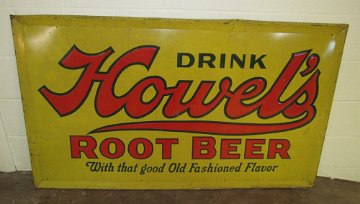 DRINK
Howel's
ROOT BEER
With that good Old Fashioned Flavor